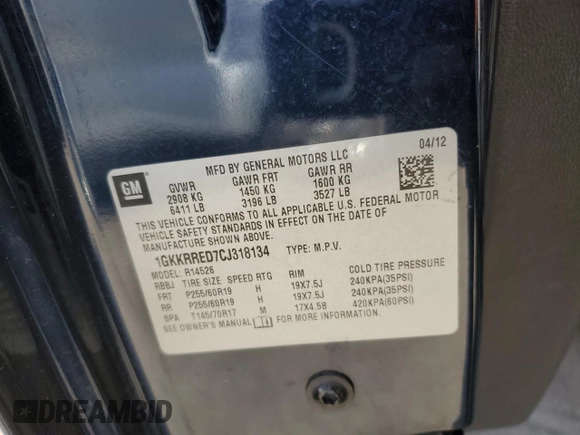 MFD BY GENERAL MOTORS LLC
04/12
GM
GVWR GAWR FRT GAWR RR
2908 KG 1450 KG 1600 KG
6411 LB 3196 LB 3527 LB
THIS VEHICLE CONFORMS TO ALL APPLICABLE U.S. FEDERAL MOTOR
VEHICLE SAFETY STANDARDS IN EFFECT ON THE DATE OF
MANUFACTURE SHOWN ABOVE.
1GKKRRED7CJ318134 TYPE: M.P.V.
MODEL: R14526
RBBJ TIRE SIZE SPEED RTG RIM COLD TIRE PRESSURE
FRT P255/60R19 H 19X7.5J 240KPA(35PSI)
RR P255/60R19 H 19X7.5J 240KPA(35PSI)
SPA T145/70R17 M 17X4.5B 420KPA(60PSI)
SEE OWNER'S MANUAL FOR MORE INFORMATION.
DREAMBID